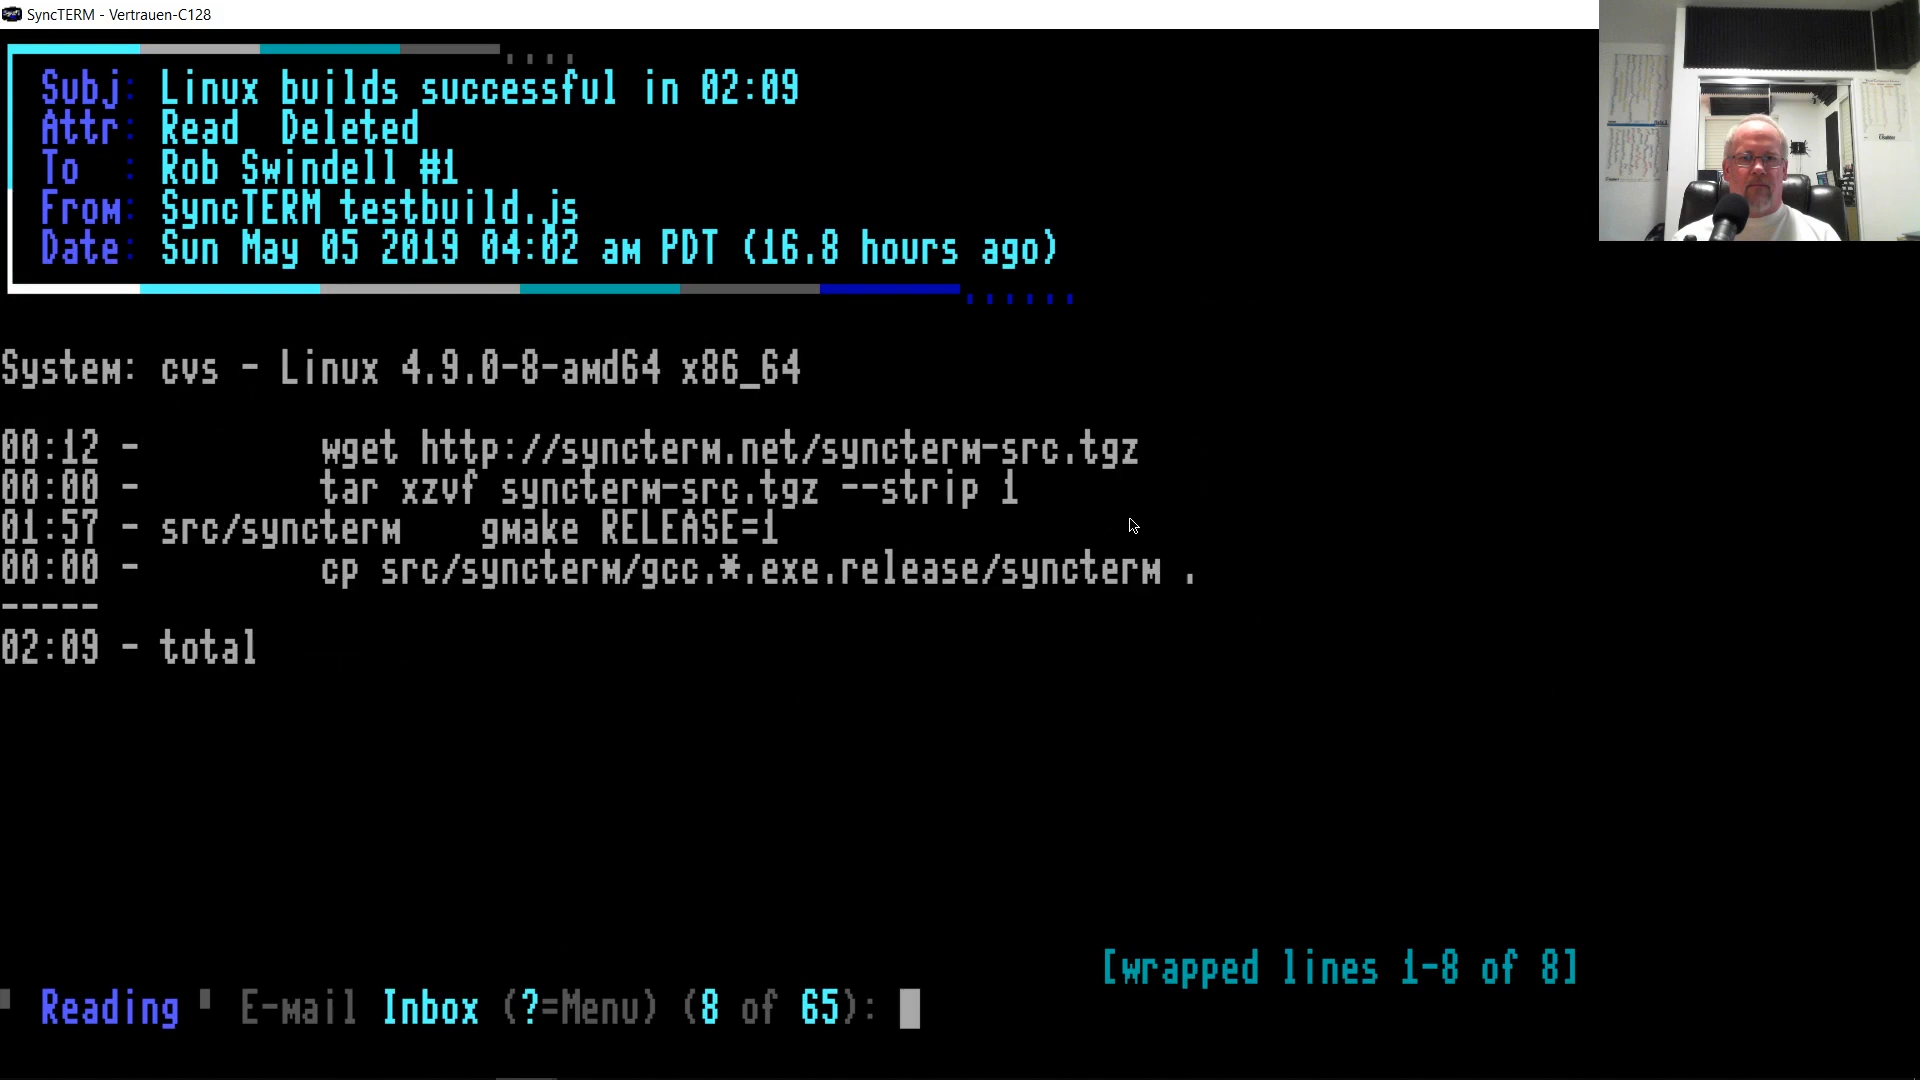 SyncTERM - Vertrauen-C128
Subj: Linux builds successful in 02:09
Attr: Read  Deleted
To  : Rob Swindell #1
From: SyncTERM testbuild.js
Date: Sun May 05 2019 04:02 am PDT (16.8 hours ago)
System: cvs - Linux 4.9.0-8-amd64 x86_64
00:12 -         wget http://syncterm.net/syncterm-src.tgz
00:00 -         tar xzvf syncterm-src.tgz --strip 1
01:57 - src/syncterm    gmake RELEASE=1
00:00 -         cp src/syncterm/gcc.*.exe.release/syncterm .
-----
02:09 - total
[wrapped lines 1-8 of 8]
Reading ' E-mail Inbox (?=Menu) (8 of 65):